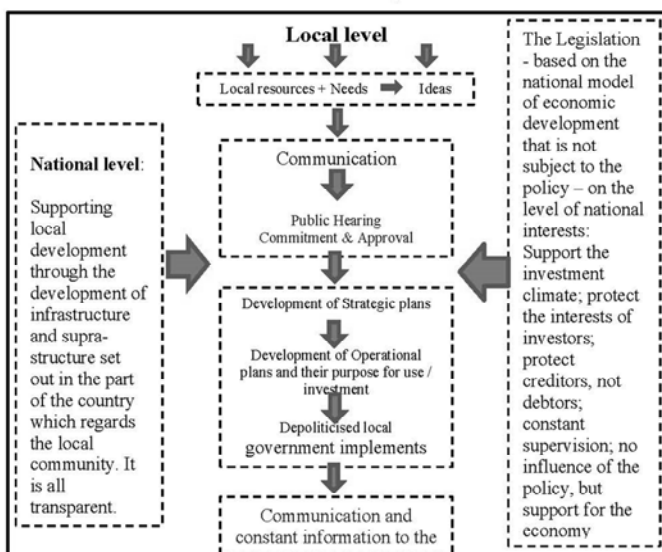 Local level
Local resources + Needs
Ideas
Communication
Public Hearing
Commitment & Approval
Development of Strategic plans
Development of Operational
plans and their purpose for use /
investment
Depoliticised local
government implements
Communication and
constant information to the
National level:
Supporting
local
development
through the
development of
infrastructure
and supra-
structure set
out in the part
of the country
which regards
the local
community. It
is all
transparent.
The Legislation
- based on the
national model
of economic
development
that is not
subject to the
policy – on the
level of national
interests:
Support the
investment
climate; protect
the interests of
investors;
protect
creditors, not
debtors;
constant
supervision; no
influence of the
policy, but
support for the
economy